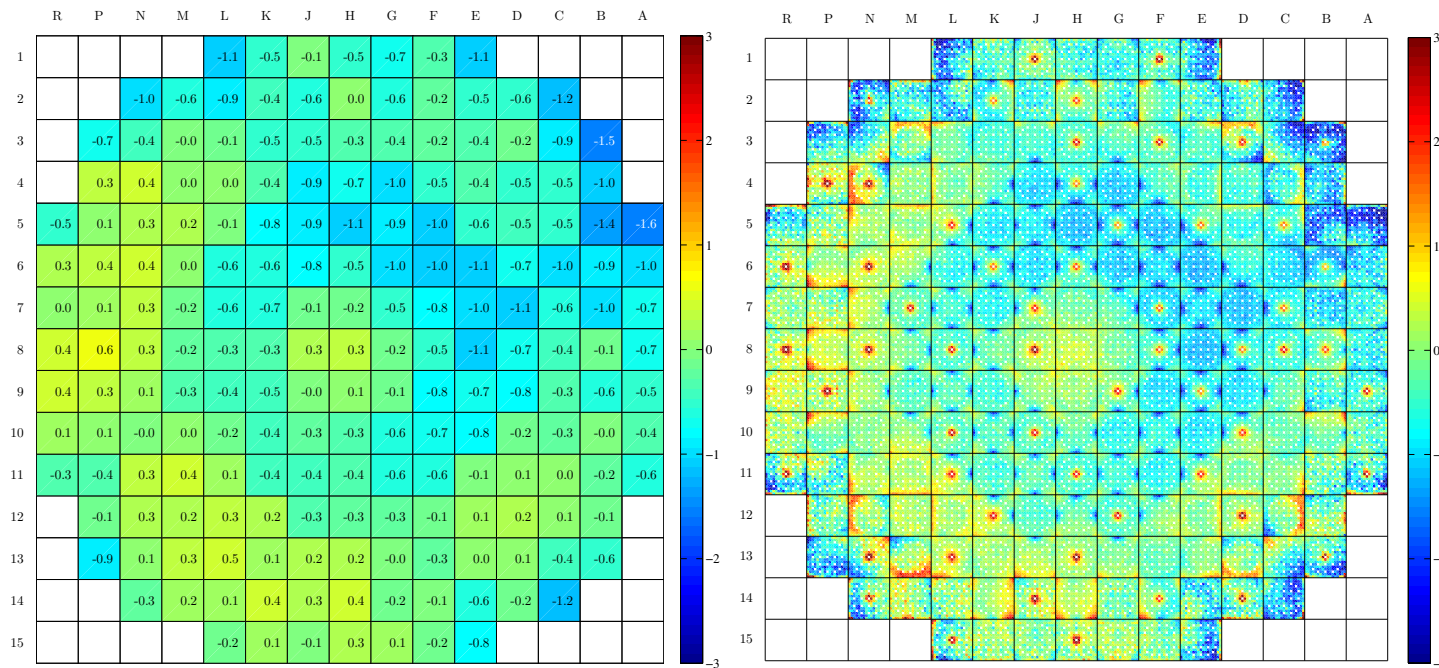 R P N M L K J H G F E D C B A
1 -1.1 -0.5 -0.1 -0.5 -0.7 -0.3 -1.1
2 -1.0 -0.6 -0.9 -0.4 -0.6 0.0 -0.6 -0.2 -0.5 -0.6 -1.2
3 -0.7 -0.4 -0.0 -0.1 -0.5 -0.5 -0.3 -0.4 -0.2 -0.4 -0.2 -0.9 -1.5
4 0.3 0.4 0.0 0.0 -0.4 -0.9 -0.7 -1.0 -0.5 -0.4 -0.5 -0.5 -1.0
5 -0.5 0.1 0.3 0.2 -0.1 -0.8 -0.9 -1.1 -0.9 -1.0 -0.6 -0.5 -0.5 -1.4 -1.6
6 0.3 0.4 0.4 0.0 -0.6 -0.6 -0.8 -0.5 -1.0 -1.0 -1.1 -0.7 -1.0 -0.9 -1.0
7 0.0 0.1 0.3 -0.2 -0.6 -0.7 -0.1 -0.2 -0.5 -0.8 -1.0 -1.1 -0.6 -1.0 -0.7
8 0.4 0.6 0.3 -0.2 -0.3 -0.3 0.3 0.3 -0.2 -0.5 -1.1 -0.7 -0.4 -0.1 -0.7
9 0.4 0.3 0.1 -0.3 -0.4 -0.5 -0.0 0.1 -0.1 -0.8 -0.7 -0.8 -0.3 -0.6 -0.5
10 0.1 0.1 -0.0 0.0 -0.2 -0.4 -0.3 -0.3 -0.6 -0.7 -0.8 -0.2 -0.3 -0.0 -0.4
11 -0.3 -0.4 0.3 0.4 0.1 -0.4 -0.4 -0.4 -0.6 -0.6 -0.1 0.1 0.0 -0.2 -0.6
12 -0.1 0.3 0.2 0.3 0.2 -0.3 -0.3 -0.3 -0.1 0.1 0.2 0.1 -0.1
13 -0.9 0.1 0.3 0.5 0.1 0.2 0.2 -0.0 -0.3 0.0 0.1 -0.4 -0.6
14 -0.3 0.2 0.1 0.4 0.3 0.4 -0.2 -0.1 -0.6 -0.2 -1.2
15 -0.2 0.1 -0.1 0.3 0.1 -0.2 -0.8
3
2
1
0
−1
−2
−3
R P N M L K J H G F E D C B A
1
2
3
4
5
6
7
8
9
10
11
12
13
14
15
3
2
1
0